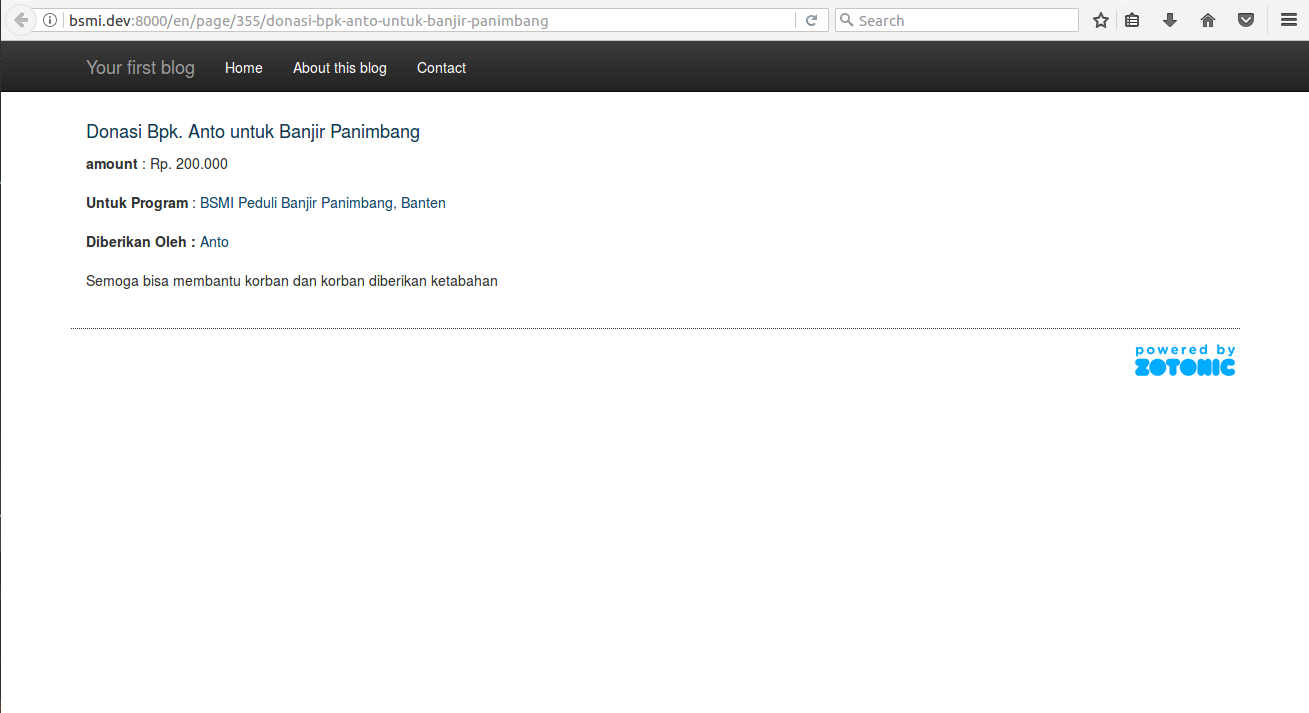 bsmi.dev:8000/en/page/355/donasi-bpk-anto-untuk-banjir-panimbang
Search
Your first blog Home About this blog Contact
Donasi Bpk. Anto untuk Banjir Panimbang
amount : Rp. 200.000
Untuk Program : BSMI Peduli Banjir Panimbang, Banten
Diberikan Oleh : Anto
Semoga bisa membantu korban dan korban diberikan ketabahan
powered by
ZOTONIC